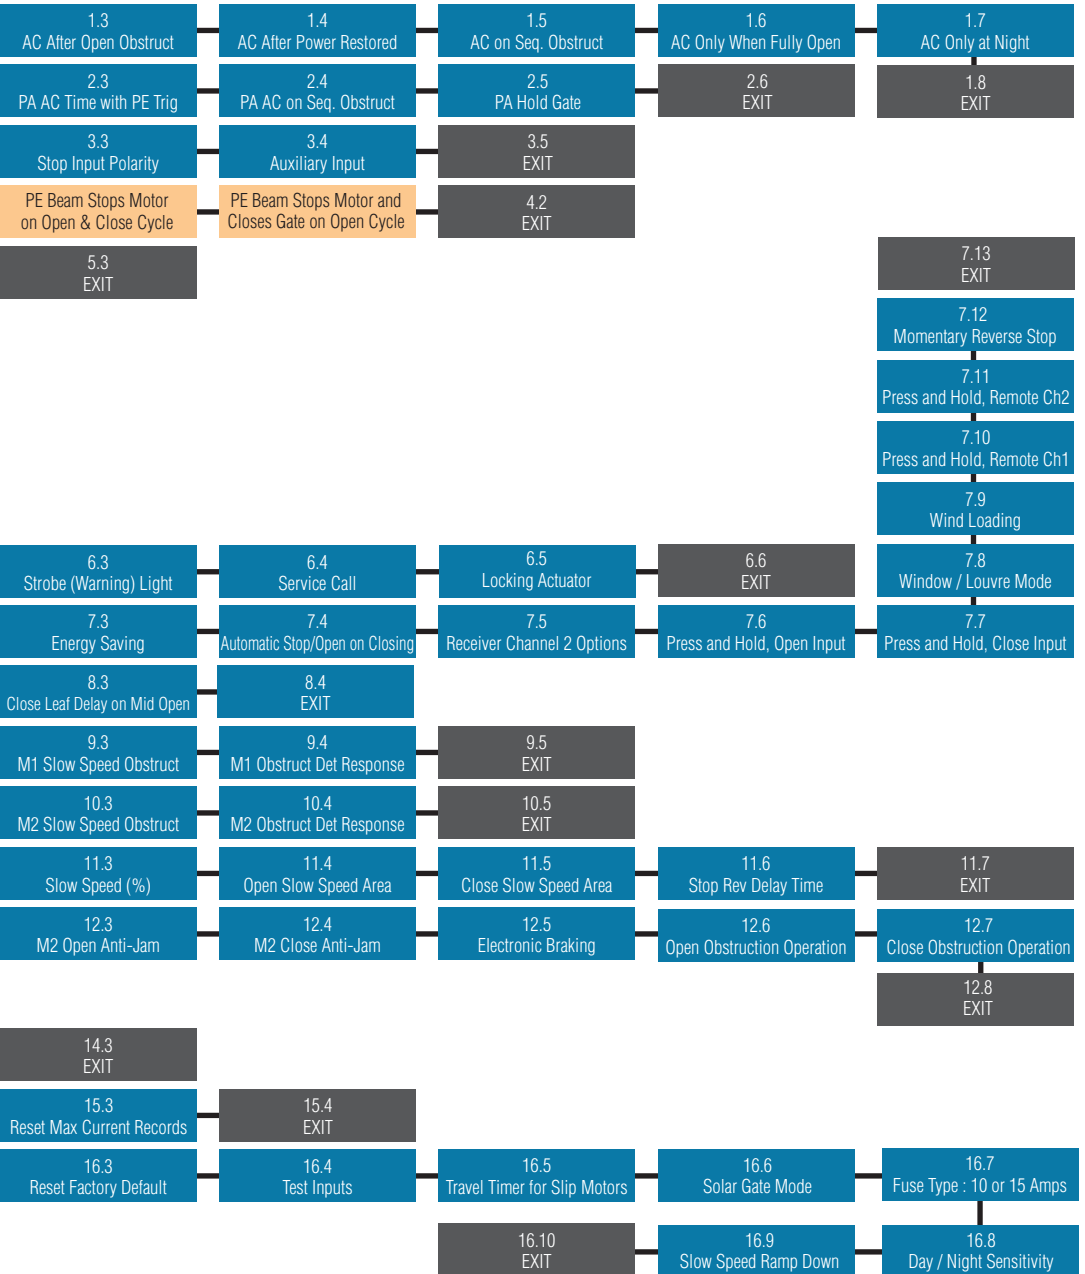 1.3
AC After Open Obstruct
1.4
AC After Power Restored
1.5
AC on Seq. Obstruct
1.6
AC Only When Fully Open
1.7
AC Only at Night
1.8
EXIT
2.3
PA AC Time with PE Trig
2.4
PA AC on Seq. Obstruct
2.5
PA Hold Gate
2.6
EXIT
3.3
Stop Input Polarity
3.4
Auxiliary Input
3.5
EXIT
PE Beam Stops Motor
on Open & Close Cycle
PE Beam Stops Motor and
Closes Gate on Open Cycle
4.2
EXIT
5.3
EXIT
7.13
EXIT
7.12
Momentary Reverse Stop
7.11
Press and Hold, Remote Ch2
7.10
Press and Hold, Remote Ch1
7.9
Wind Loading
6.3
Strobe (Warning) Light
6.4
Service Call
6.5
Locking Actuator
6.6
EXIT
7.8
Window / Louvre Mode
7.3
Energy Saving
7.4
Automatic Stop/Open on Closing
7.5
Receiver Channel 2 Options
7.6
Press and Hold, Open Input
7.7
Press and Hold, Close Input
8.3
Close Leaf Delay on Mid Open
8.4
EXIT
9.3
M1 Slow Speed Obstruct
9.4
M1 Obstruct Det Response
9.5
EXIT
10.3
M2 Slow Speed Obstruct
10.4
M2 Obstruct Det Response
10.5
EXIT
11.3
Slow Speed (%)
11.4
Open Slow Speed Area
11.5
Close Slow Speed Area
11.6
Stop Rev Delay Time
11.7
EXIT
12.3
M2 Open Anti-Jam
12.4
M2 Close Anti-Jam
12.5
Electronic Braking
12.6
Open Obstruction Operation
12.7
Close Obstruction Operation
12.8
EXIT
14.3
EXIT
15.3
Reset Max Current Records
15.4
EXIT
16.3
Reset Factory Default
16.4
Test Inputs
16.5
Travel Timer for Slip Motors
16.6
Solar Gate Mode
16.7
Fuse Type : 10 or 15 Amps
16.10
EXIT
16.9
Slow Speed Ramp Down
16.8
Day / Night Sensitivity